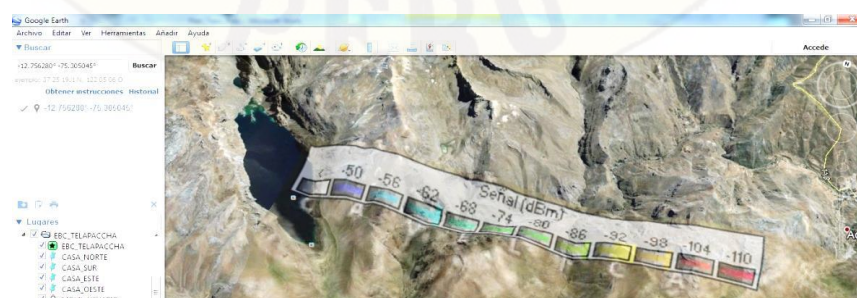 PERU
Google Earth
Archivo Editar Ver Herramientas Añadir Ayuda
Buscar
Accede
-12.756280° -75.305045°
Buscar
Obtener instrucciones Historial
-12.756280° -75.305045°
Lugares
EBC_TELAPACCHA
EBC_TELAPACCHA
CASA_NORTE
CASA_SUR
CASA_ESTE
CASA_OESTE
Señal (dBm)
-50 -56 -62 -68 -74 -80 -86 -92 -98 -104 -110
N